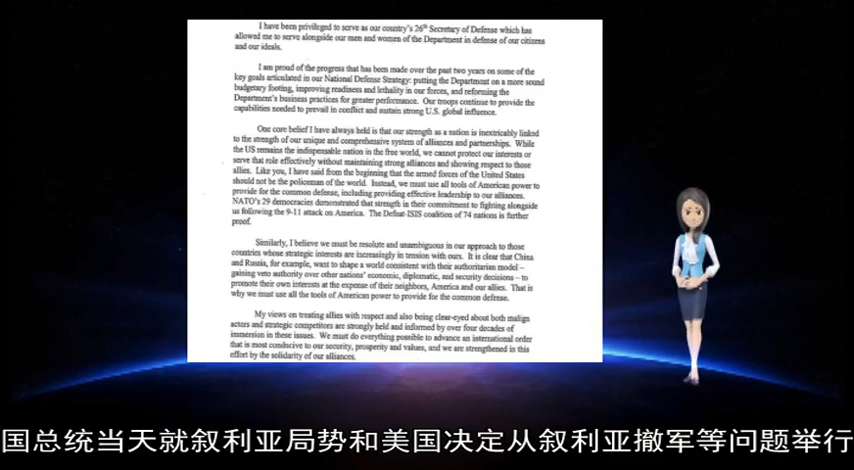 I have been privileged to serve as our country's 26th Secretary of Defense which has
allowed me to serve alongside our men and women of the Department in defense of our citizens
and our ideals.
I am proud of the progress that has been made over the past two years on some of the
key goals articulated in our National Defense Strategy: putting the Department on a more sound
budgetary footing, improving readiness and lethality in our forces, and reforming the
Department's business practices for greater performance. Our troops continue to provide the
capabilities needed to prevail in conflict and sustain strong U.S. global influence.
One core belief I have always held is that our strength as a nation is inextricably linked
to the strength of our unique and comprehensive system of alliances and partnerships. While
the US remains the indispensable nation in the free world, we cannot protect our interests or
serve that role effectively without maintaining strong alliances and showing respect to those
allies. Like you, I have said from the beginning that the armed forces of the United States
should not be the policeman of the world. Instead, we must use all tools of American power to
provide for the common defense, including providing effective leadership to our alliances.
NATO's 29 democracies demonstrated that strength in their commitment to fighting alongside
us following the 9-11 attack on America. The Defeat-ISIS coalition of 74 nations is further
proof.
Similarly, I believe we must be resolute and unambiguous in our approach to those
countries whose strategic interests are increasingly in tension with ours. It is clear that China
and Russia, for example, want to shape a world consistent with their authoritarian model –
gaining veto authority over other nations' economic, diplomatic, and security decisions – to
promote their own interests at the expense of their neighbors, America and our allies. That is
why we must use all the tools of American power to provide for the common defense.
My views on treating allies with respect and also being clear-eyed about both malign
actors and strategic competitors are strongly held and informed by over four decades of
immersion in these issues. We must do everything possible to advance an international order
that is most conducive to our security, prosperity and values, and we are strengthened in this
effort by the solidarity of our alliances.
国总统当天就叙利亚局势和美国决定从叙利亚撤军等问题举行